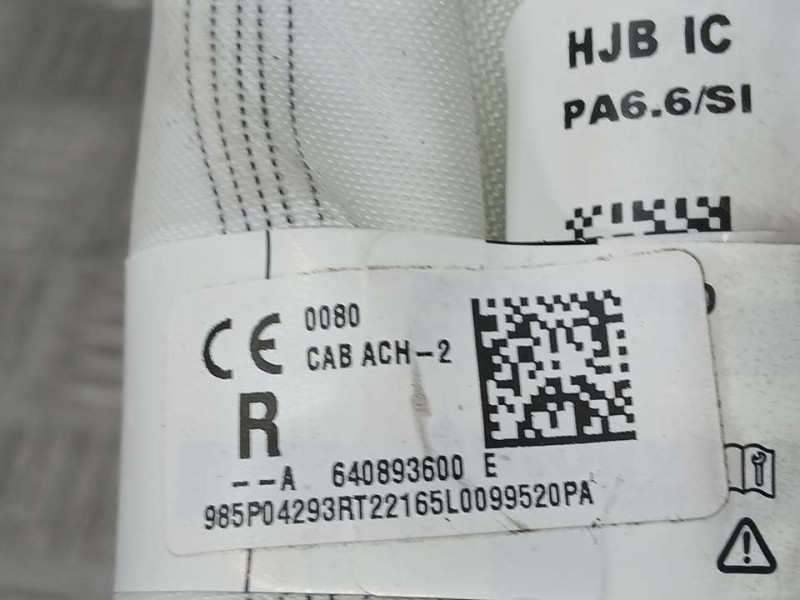 HJB IC
PA6.6/SI
CE 0080
CAB ACH-2
R
--A 640893600 E
985P04293RT22165L0099520PA